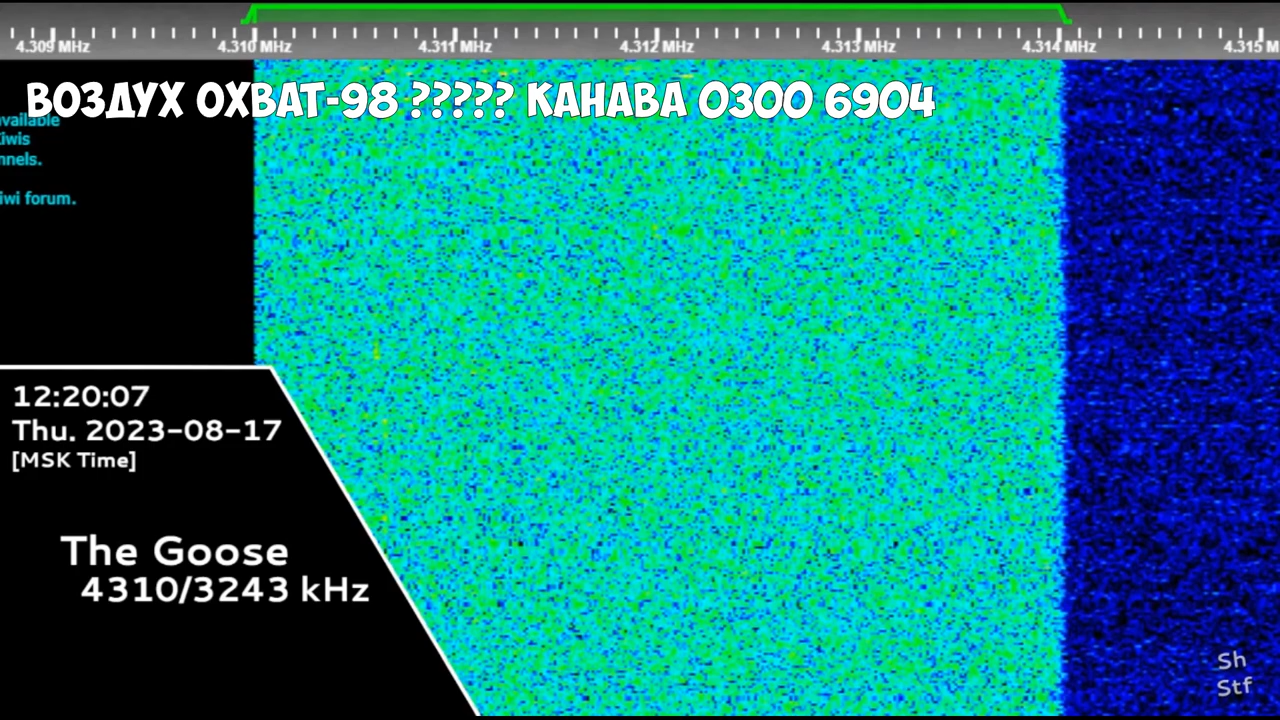 4.309 MHz 4.310 MHz 4.311 MHz 4.312 MHz 4.313 MHz 4.314 MHz 4.315 M
ВОЗДУХ ОХВАТ-98 ????? КАНАВА 0300 6904
available
Kiwis
nnels.
iwi forum.
12:20:07
Thu. 2023-08-17
[MSK Time]
The Goose
4310/3243 kHz
Sh
Stf